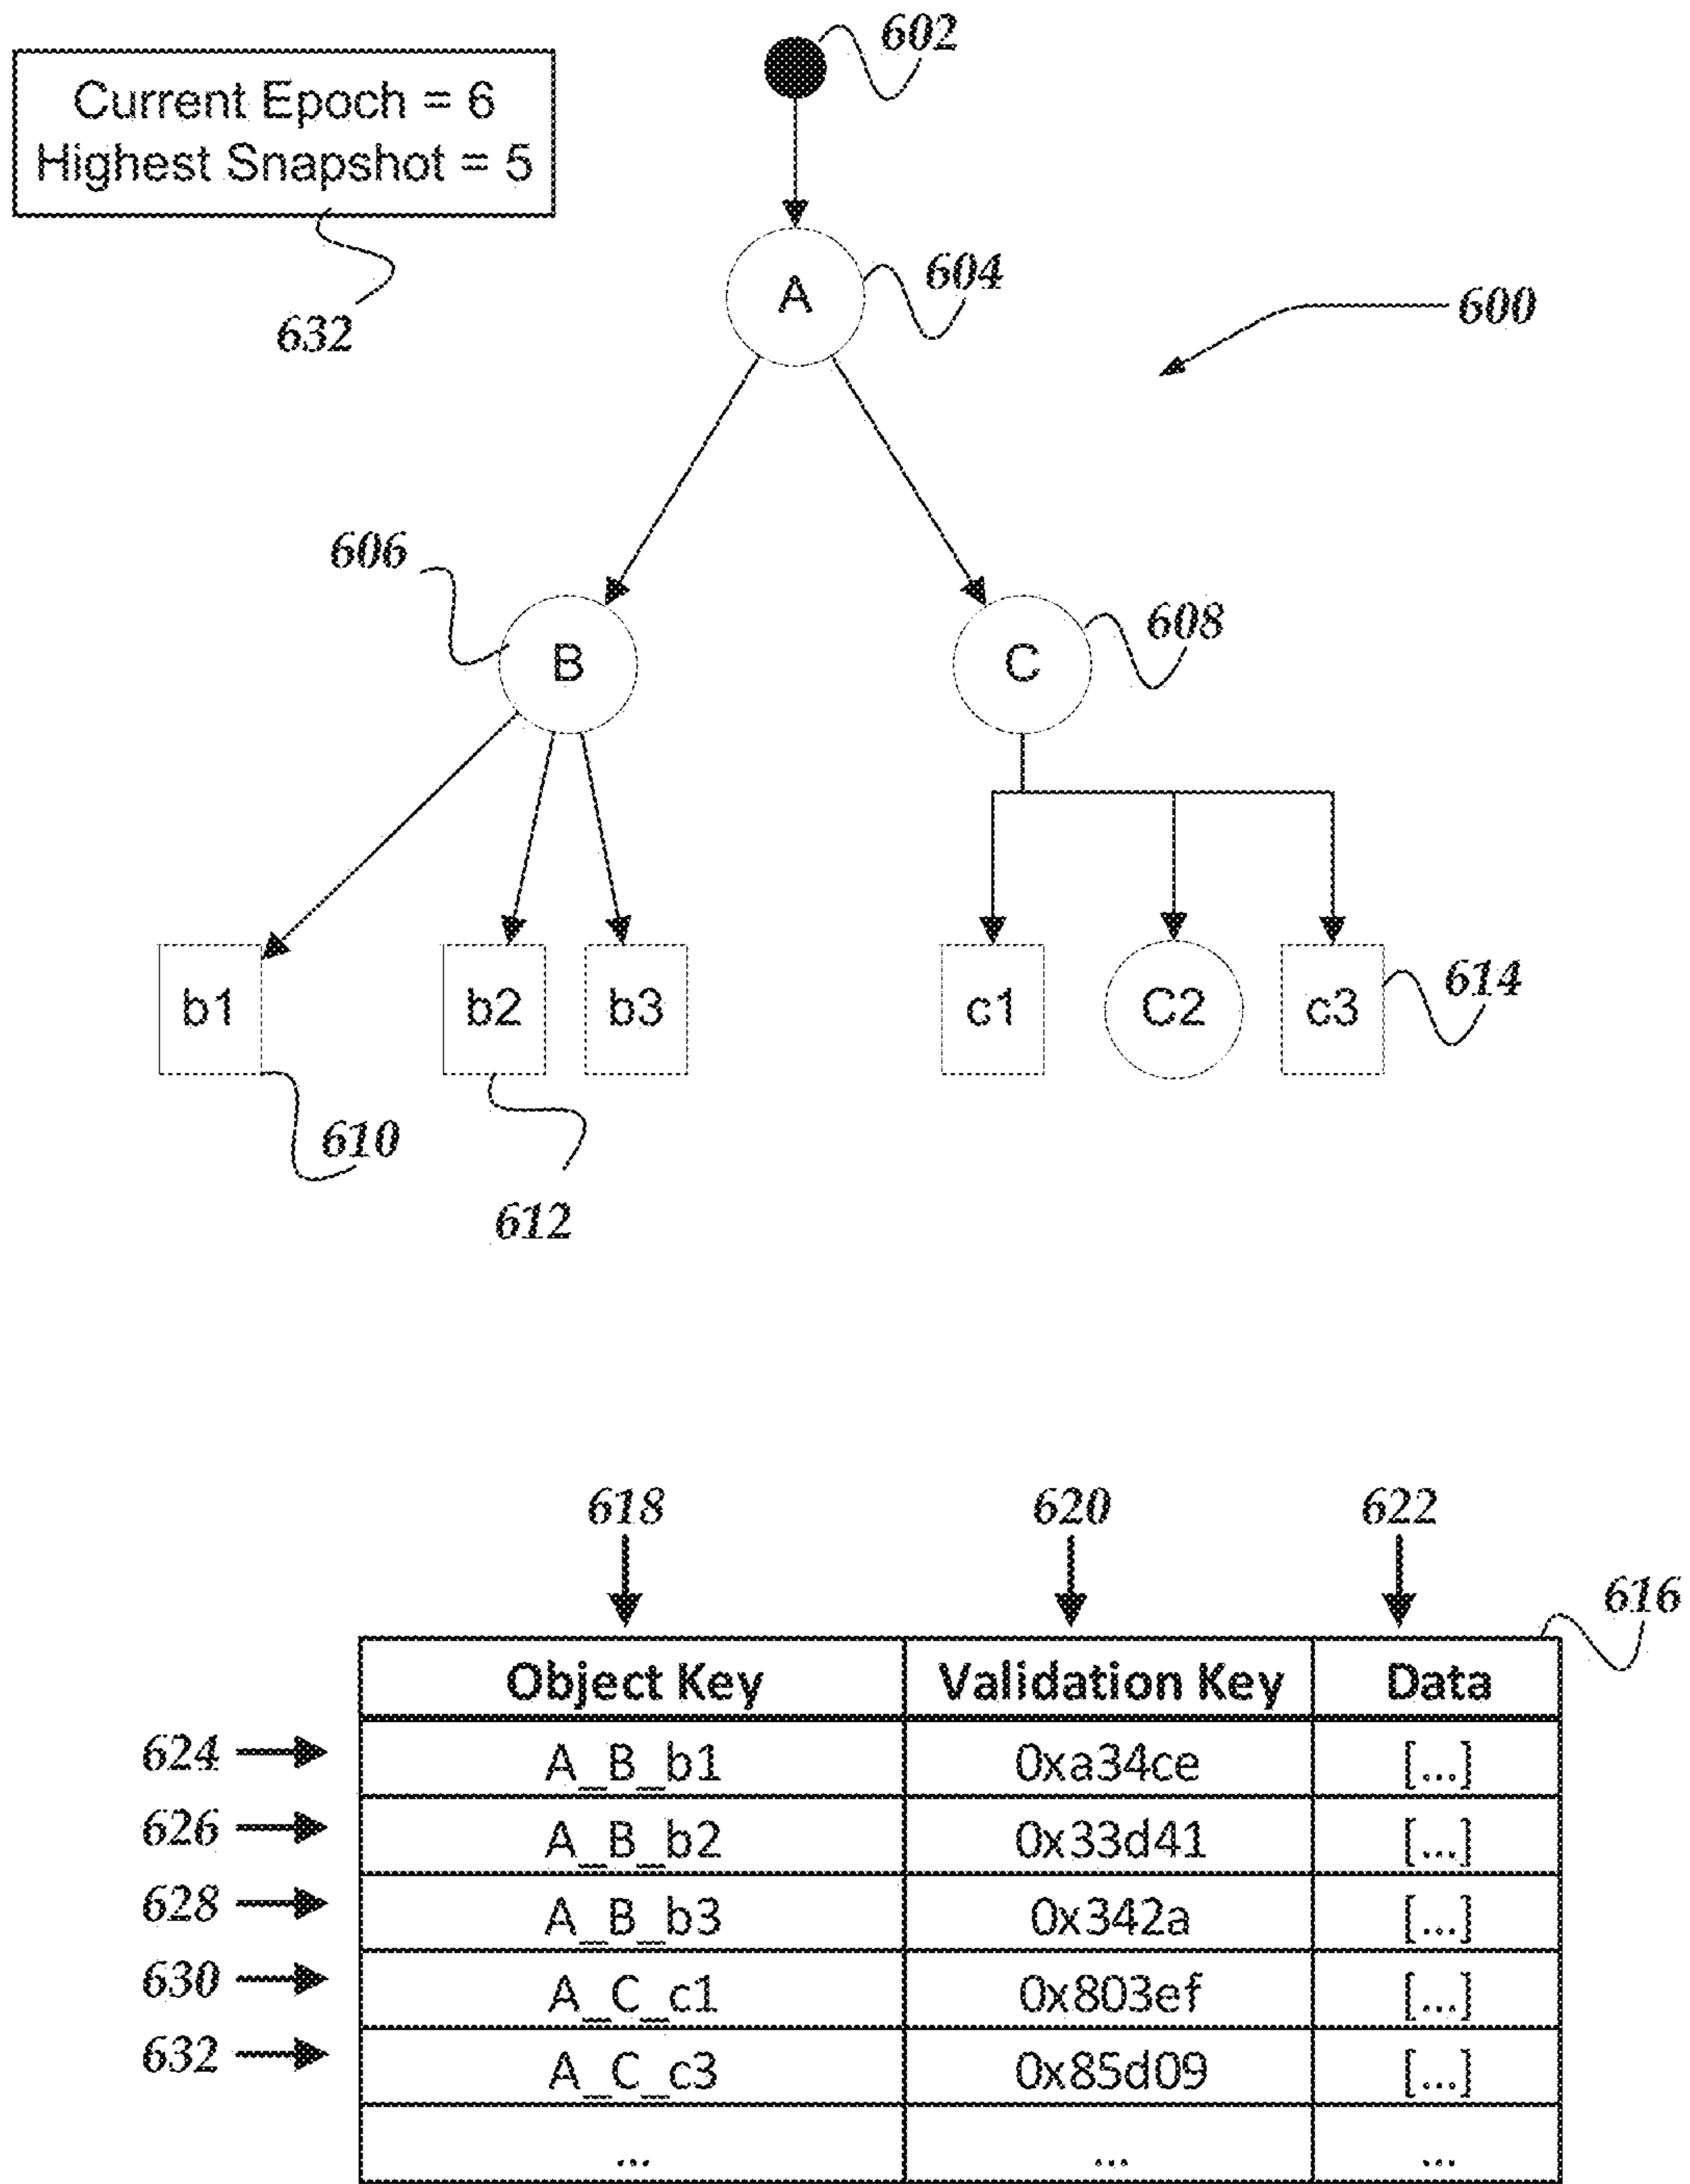 602
Current Epoch = 6
Highest Snapshot = 5
632
A
604
600
606
B
C
608
b1
b2
b3
c1
C2
c3
614
610
612
618
620
622
616
Object Key Validation Key Data
624 A_B_b1 0xa34ce [...]
626 A_B_b2 0x33d41 [...]
628 A_B_b3 0x342a [...]
630 A_C_c1 0x803ef [...]
632 A_C_c3 0x85d09 [...]
... ... ...